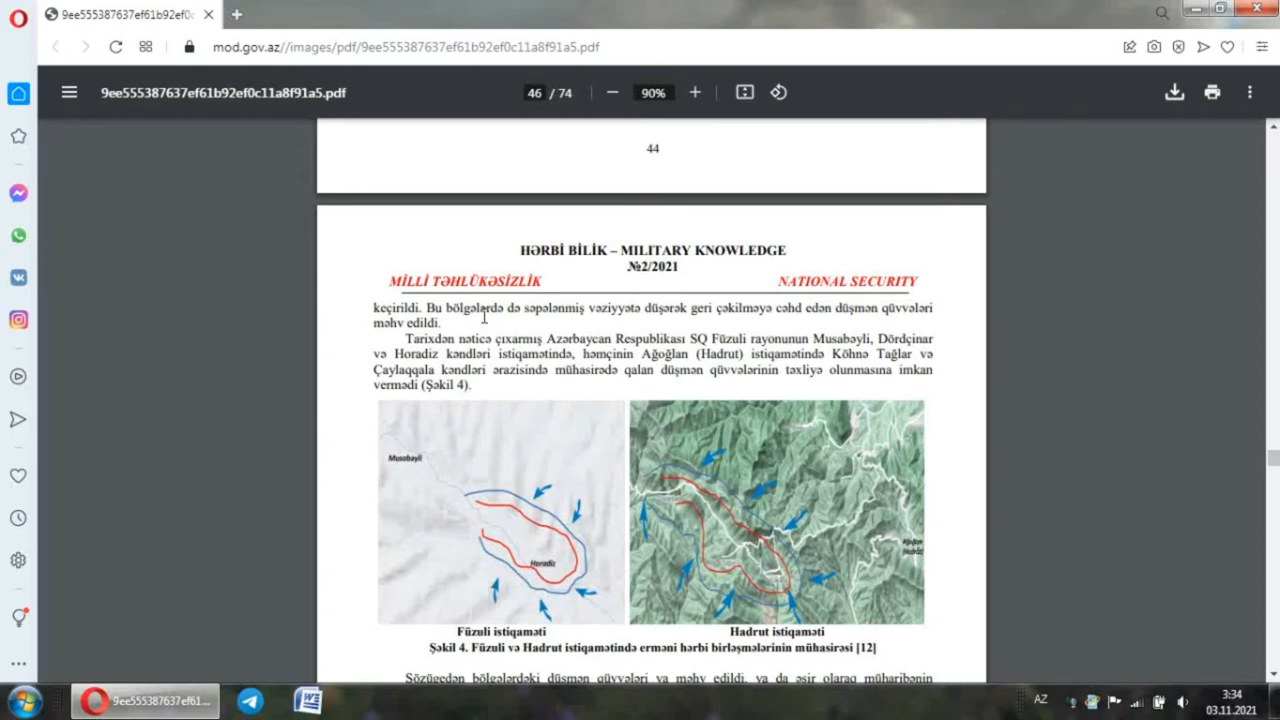 9ee555387637ef61b92ef0c
mod.gov.az//images/pdf/9ee555387637ef61b92ef0c11a8f91a5.pdf
9ee555387637ef61b92ef0c11a8f91a5.pdf
46 / 74
90%
44
HƏRBİ BİLİK – MILITARY KNOWLEDGE
№2/2021
MİLLİ TƏHLÜKƏSİZLİK NATIONAL SECURITY
keçirildi. Bu bölgələrdə də səpələnmiş vəziyyətə düşərək geri çəkilməyə cəhd edən düşmən qüvvələri
məhv edildi.
Tarixdən nəticə çıxarmış Azərbaycan Respublikası SQ Füzuli rayonunun Musabəyli, Dördçinar
və Horadiz kəndləri istiqamətində, həmçinin Ağoğlan (Hadrut) istiqamətində Köhnə Tağlar və
Çaylaqqala kəndləri ərazisində mühasirədə qalan düşmən qüvvələrinin təxliyə olunmasına imkan
vermədi (Şəkil 4).
Musabəyli
Horadiz
Ağoğlan
(Hadrut)
Füzuli istiqaməti
Hadrut istiqaməti
Şəkil 4. Füzuli və Hadrut istiqamətində erməni hərbi birləşmələrinin mühasirəsi [12]
Sözügedən bölgələrdəki düşmən qüvvələri ya məhv edildi, ya da əsir olaraq müharibənin
9ee555387637ef61...
AZ
3:34
03.11.2021